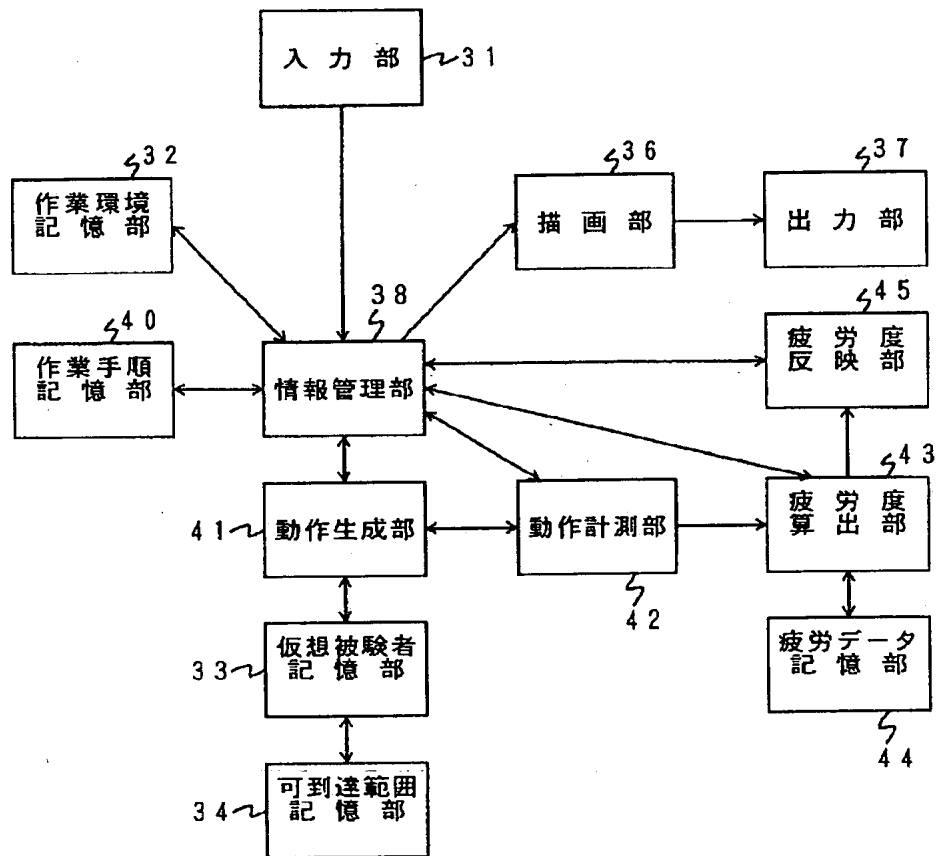 入力部
31
32
作業環境
記憶部
36
描画部
37
出力部
38
情報管理部
40
作業手順
記憶部
45
疲労度
反映部
41
動作生成部
動作計測部
42
43
疲労度
算出部
33
仮想被験者
記憶部
疲労データ
記憶部
44
34
可到達範囲
記憶部